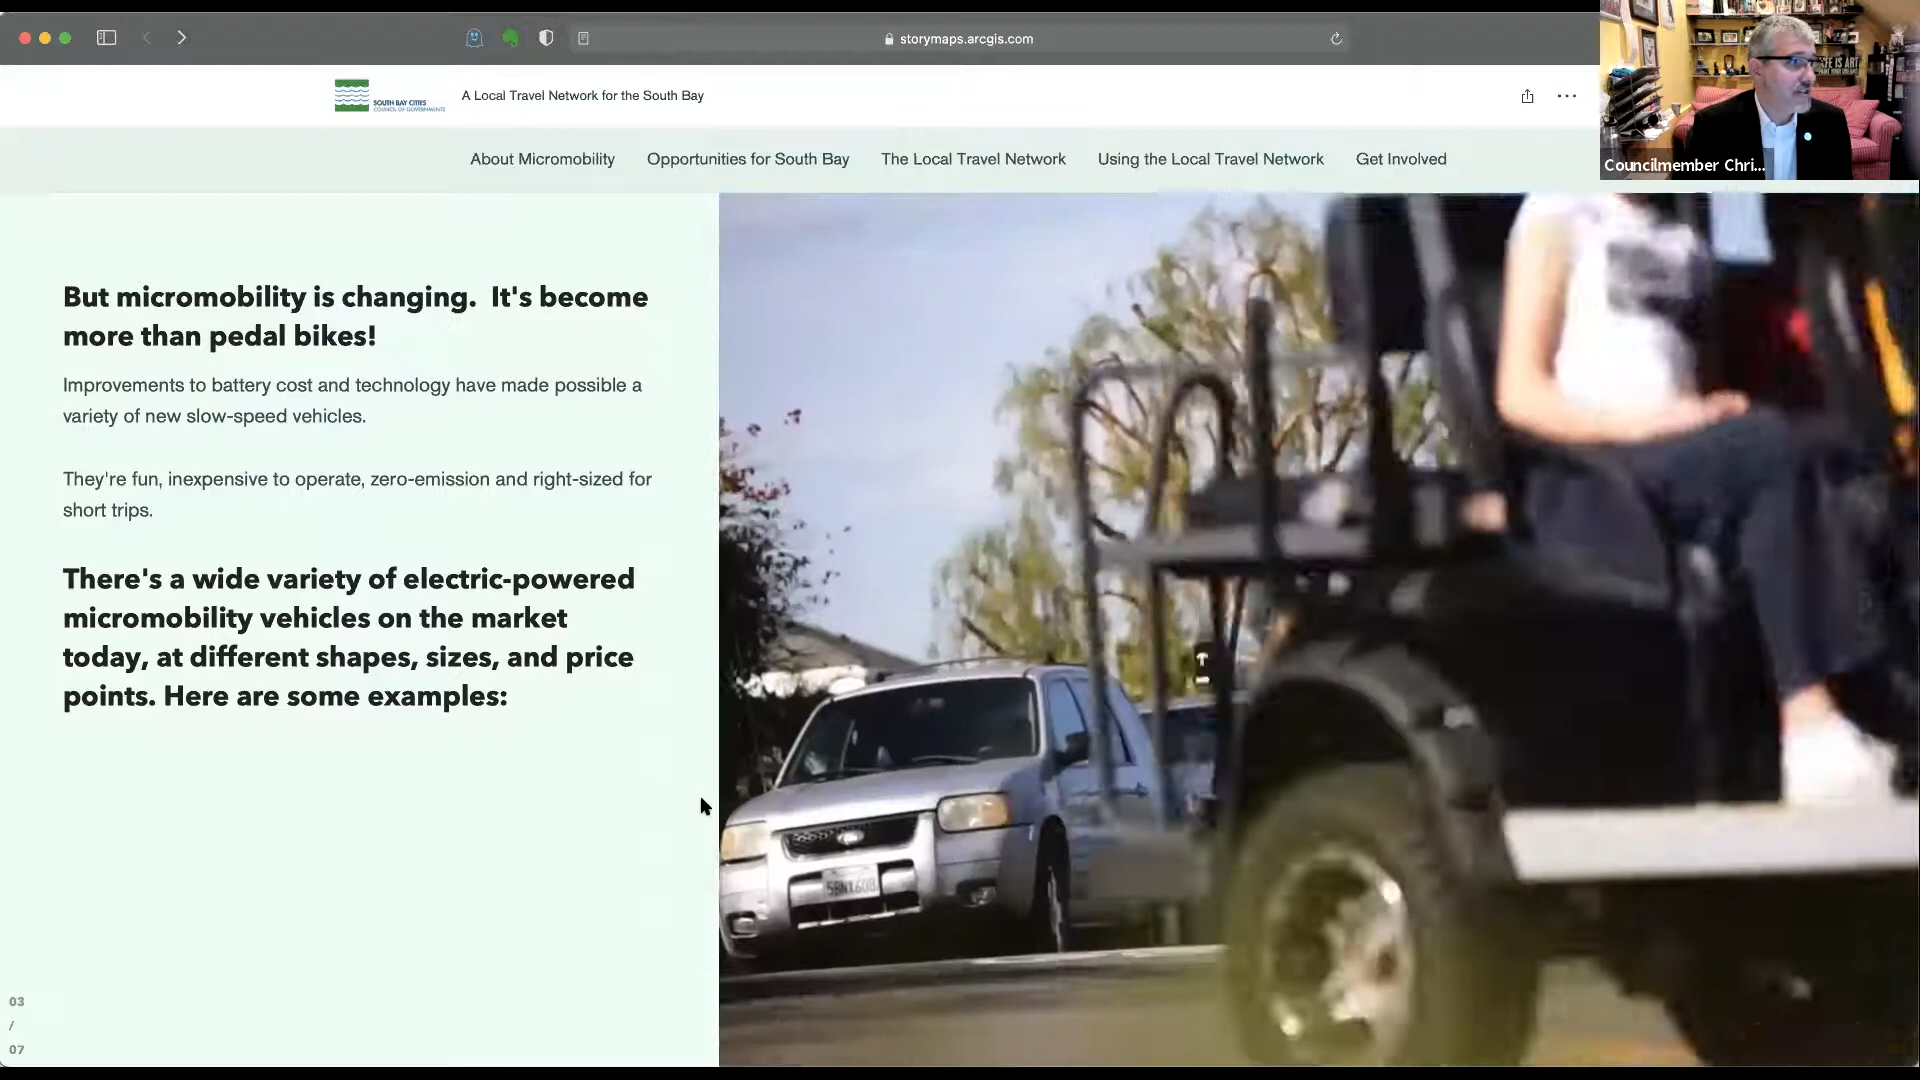 storymaps.arcgis.com
SOUTH BAY CITIES
COUNCIL OF GOVERNMENTS
A Local Travel Network for the South Bay
Councilmember Chri...
About Micromobility
Opportunities for South Bay
The Local Travel Network
Using the Local Travel Network
Get Involved
But micromobility is changing. It's become
more than pedal bikes!
Improvements to battery cost and technology have made possible a
variety of new slow-speed vehicles.
They're fun, inexpensive to operate, zero-emission and right-sized for
short trips.
There's a wide variety of electric-powered
micromobility vehicles on the market
today, at different shapes, sizes, and price
points. Here are some examples:
03
/
07